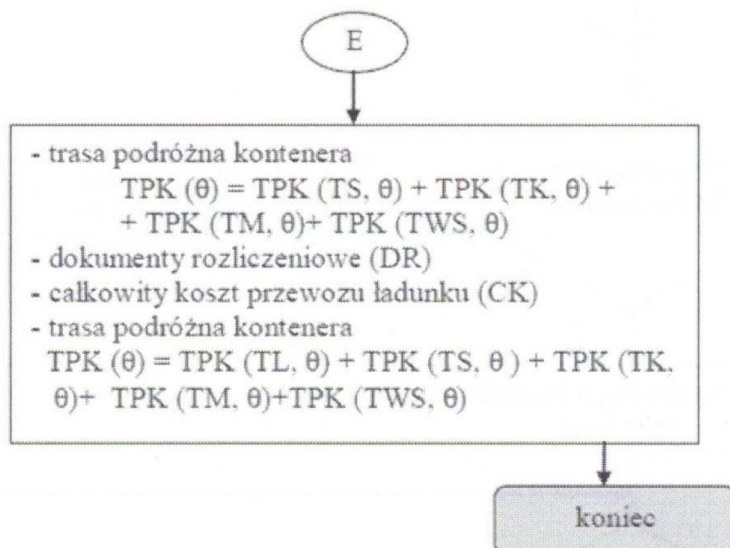 E
- trasa podróżna kontenera
TPK (θ) = TPK (TS, θ) + TPK (TK, θ) +
+ TPK (TM, θ)+ TPK (TWS, θ)
- dokumenty rozliczeniowe (DR)
- całkowity koszt przewozu ładunku (CK)
- trasa podróżna kontenera
TPK (θ) = TPK (TL, θ) + TPK (TS, θ ) + TPK (TK,
θ)+ TPK (TM, θ)+TPK (TWS, θ)
koniec